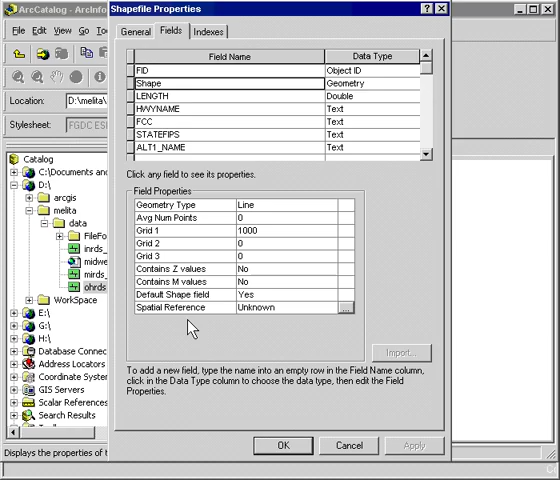 ArcCatalog - ArcInfo
Shapefile Properties
File Edit View Go
General Fields Indexes
Location: D:\melita\
Stylesheet: FGDC ES
Field Name Data Type
FID Object ID
Shape Geometry
LENGTH Double
HWYNAME Text
FCC Text
STATEFIPS Text
ALT1_NAME Text
Click any field to see its properties.
Field Properties
Geometry Type Line
Avg Num Points 0
Grid 1 1000
Grid 2 0
Grid 3 0
Contains Z values No
Contains M values No
Default Shape field Yes
Spatial Reference Unknown ...
Import...
To add a new field, type the name into an empty row in the Field Name column,
click in the Data Type column to choose the data type, then edit the Field
Properties.
OK Cancel Apply
Catalog
C:\Documents and
D:\
arcgis
melita
data
FileFo
inrds_
midwe
mirds_
ohrds_
WorkSpace
E:\
G:\
H:\
Database Connec
Address Locators
Coordinate System
GIS Servers
Scalar References
Search Results
Displays the properties of t